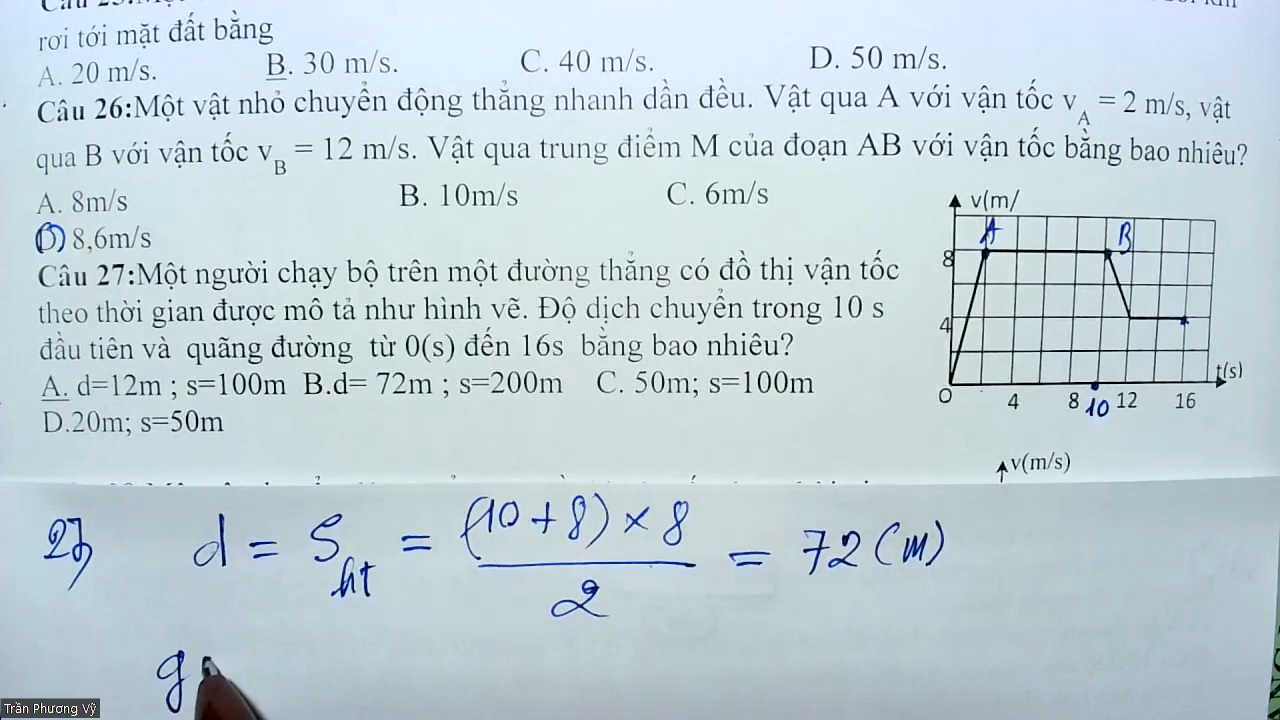 rơi tới mặt đất bằng
A. 20 m/s. B. 30 m/s. C. 40 m/s. D. 50 m/s.
Câu 26:Một vật nhỏ chuyển động thẳng nhanh dần đều. Vật qua A với vận tốc v_A = 2 m/s, vật
qua B với vận tốc v_B = 12 m/s. Vật qua trung điểm M của đoạn AB với vận tốc bằng bao nhiêu?
A. 8m/s B. 10m/s C. 6m/s
D) 8,6m/s
Câu 27:Một người chạy bộ trên một đường thẳng có đồ thị vận tốc
theo thời gian được mô tả như hình vẽ. Độ dịch chuyển trong 10 s
đầu tiên và quãng đường từ 0(s) đến 16s bằng bao nhiêu?
A. d=12m ; s=100m B.d= 72m ; s=200m C. 50m; s=100m
D.20m; s=50m
v(m/
A B
8
4
t(s)
O 4 8 10 12 16
v(m/s)
27) d = S_ht = (10 + 8) × 8 / 2 = 72 (m)
g
Trần Phương Vỹ